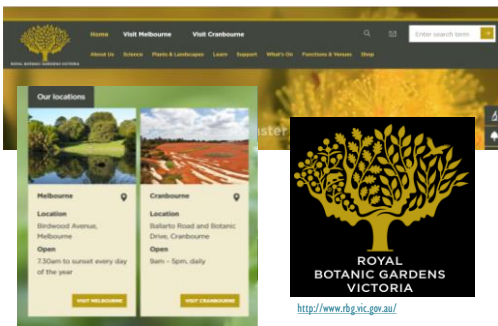 Home Visit Melbourne Visit Cranbourne Enter search term
About Us Science Plants & Landscapes Learn Support What's On Functions & Venues Shop
ROYAL BOTANIC GARDENS VICTORIA
Our locations
Melbourne
Location
Birdwood Avenue,
Melbourne
Open
7.30am to sunset every day
of the year
VISIT MELBOURNE
Cranbourne
Location
Ballarto Road and Botanic
Drive, Cranbourne
Open
9am – 5pm, daily
VISIT CRANBOURNE
ROYAL
BOTANIC GARDENS
VICTORIA
http://www.rbg.vic.gov.au/